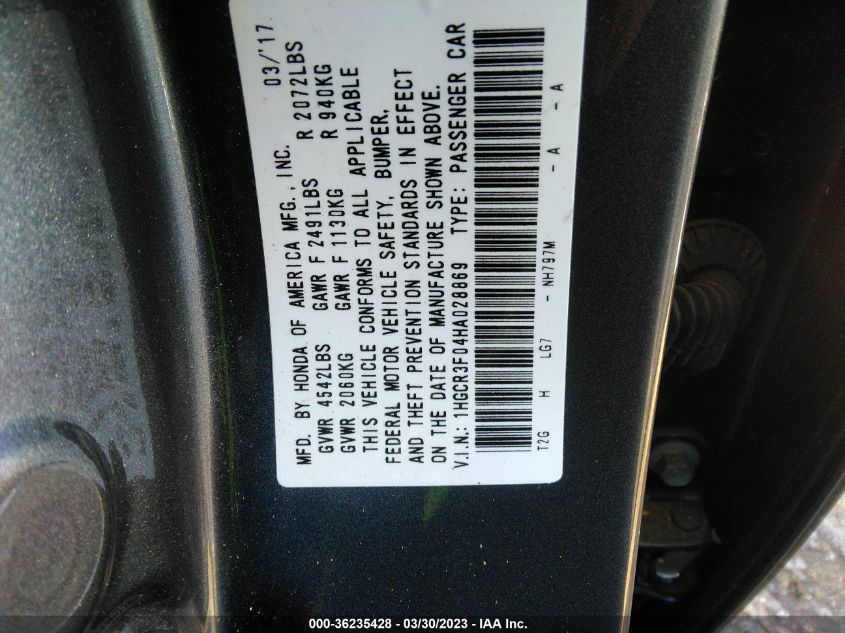 MFD. BY HONDA OF AMERICA MFG., INC. 03/'17
GVWR 4542LBS GAWR F 2491LBS R 2072LBS
GVWR 2060KG GAWR F 1130KG R 940KG
THIS VEHICLE CONFORMS TO ALL APPLICABLE
FEDERAL MOTOR VEHICLE SAFETY, BUMPER,
AND THEFT PREVENTION STANDARDS IN EFFECT
ON THE DATE OF MANUFACTURE SHOWN ABOVE.
V.I.N.: 1HGCR3F04HA028869 TYPE: PASSENGER CAR
T2G H LG7 - NH797M - A - A
000-36235428 - 03/30/2023 - IAA Inc.